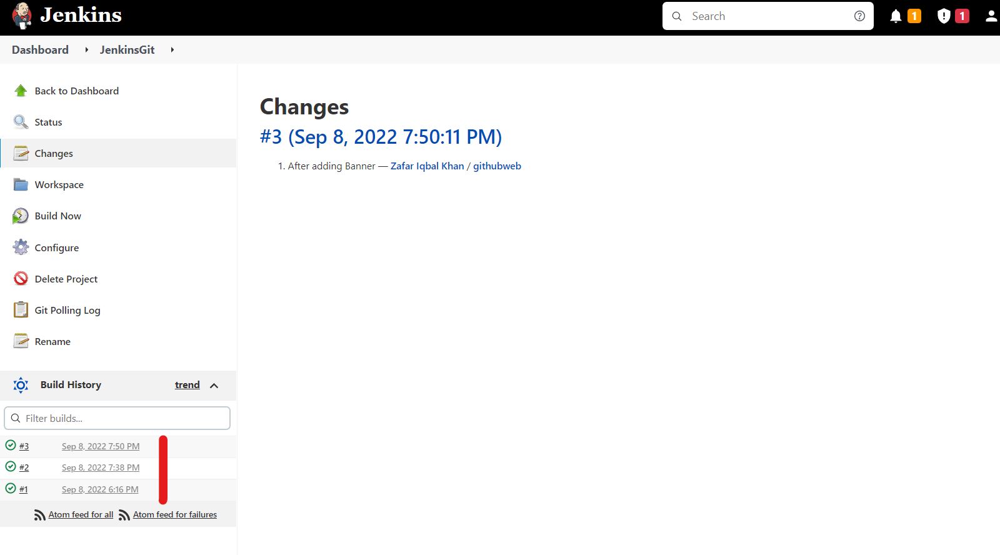 Jenkins
Search
1
1
Dashboard
JenkinsGit
Back to Dashboard
Status
Changes
Workspace
Build Now
Configure
Delete Project
Git Polling Log
Rename
Build History
trend
Filter builds...
#3 Sep 8, 2022 7:50 PM
#2 Sep 8, 2022 7:38 PM
#1 Sep 8, 2022 6:16 PM
Atom feed for all Atom feed for failures
Changes
#3 (Sep 8, 2022 7:50:11 PM)
1. After adding Banner — Zafar Iqbal Khan / githubweb